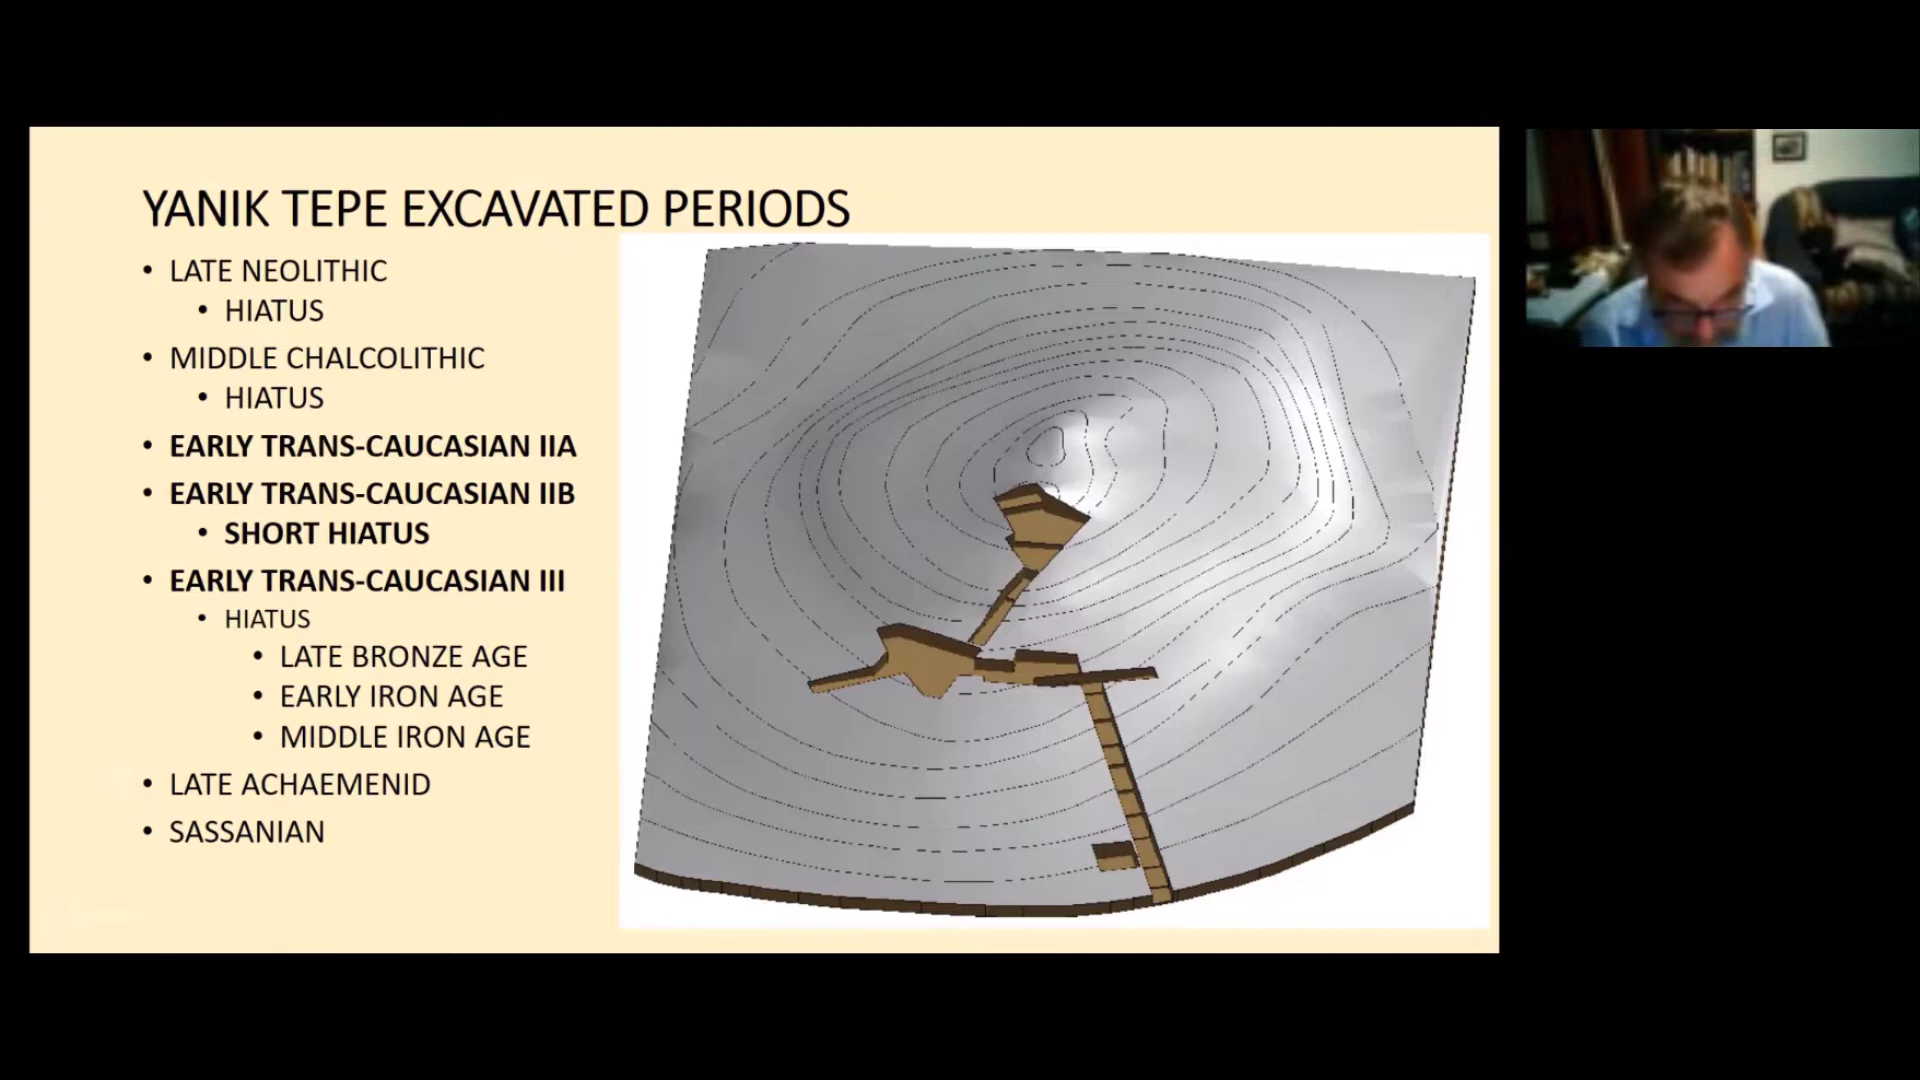 YANIK TEPE EXCAVATED PERIODS
• LATE NEOLITHIC
• HIATUS
• MIDDLE CHALCOLITHIC
• HIATUS
• EARLY TRANS-CAUCASIAN IIA
• EARLY TRANS-CAUCASIAN IIB
• SHORT HIATUS
• EARLY TRANS-CAUCASIAN III
• HIATUS
• LATE BRONZE AGE
• EARLY IRON AGE
• MIDDLE IRON AGE
• LATE ACHAEMENID
• SASSANIAN